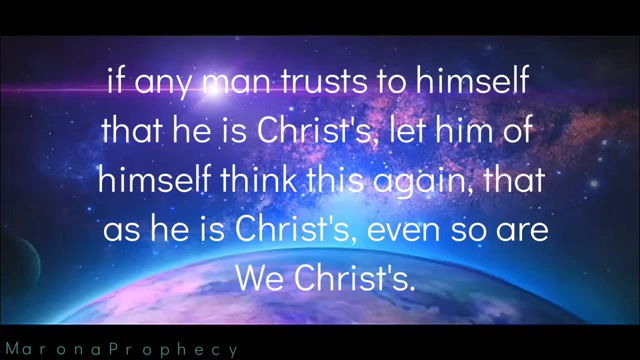 if any man trusts to himself
that he is Christ's, let him of
himself think this again, that
as he is Christ's, even so are
We Christ's.
MaronaProphecy